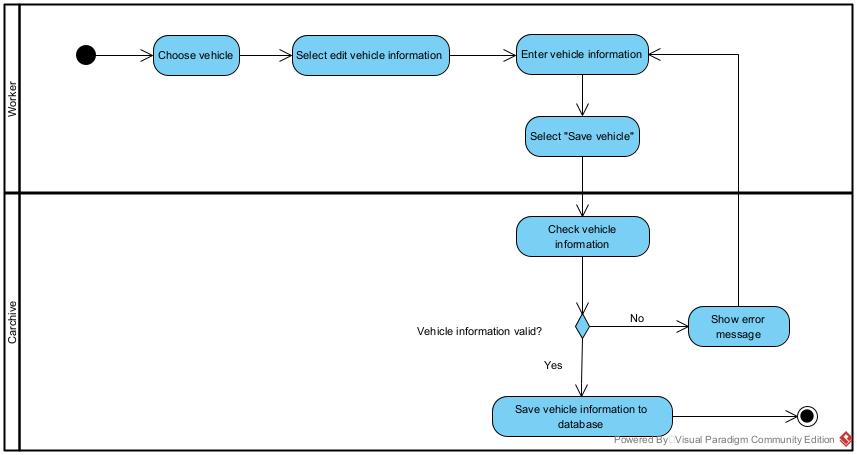 Worker
Choose vehicle
Select edit vehicle information
Enter vehicle information
Select "Save vehicle"
Carchive
Check vehicle
information
Vehicle information valid?
No
Show error
message
Yes
Save vehicle information to
database
Powered By Visual Paradigm Community Edition